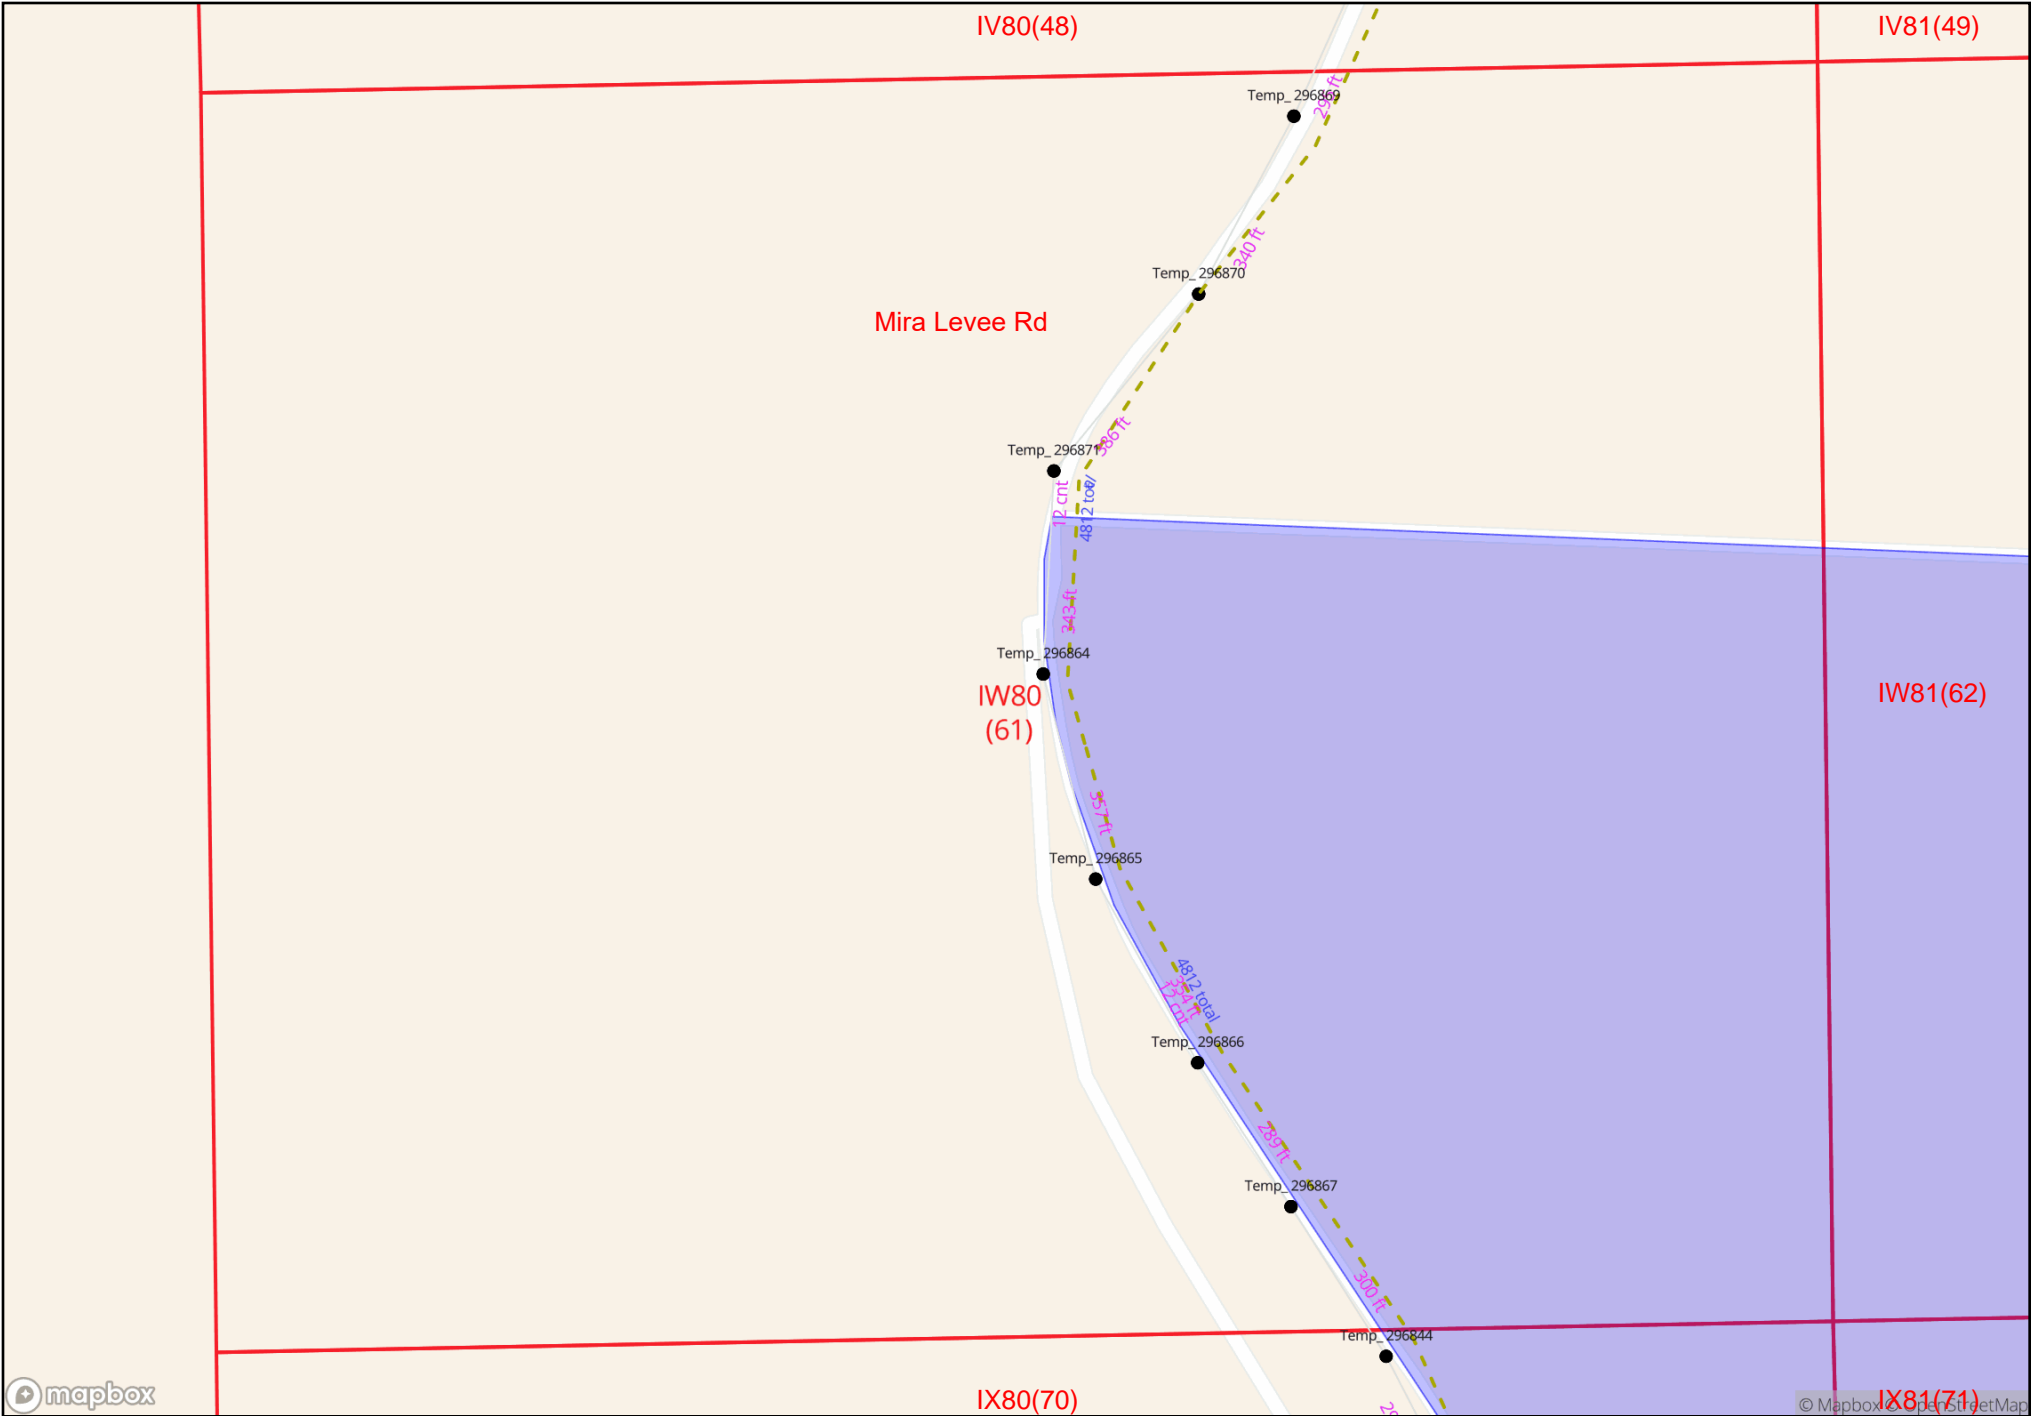 IV80(48)
IV81(49)
Temp_296869
340 ft
Temp_296870
Mira Levee Rd
386 ft
Temp_296871
12 cnt
343 ft
Temp_296864
IW80
(61)
IW81(62)
357 ft
Temp_296865
4812 total
354 ft
12 cnt
Temp_296866
289 ft
Temp_296867
300 ft
Temp_296844
mapbox
IX80(70)
IX81(71)
© Mapbox © OpenStreetMap